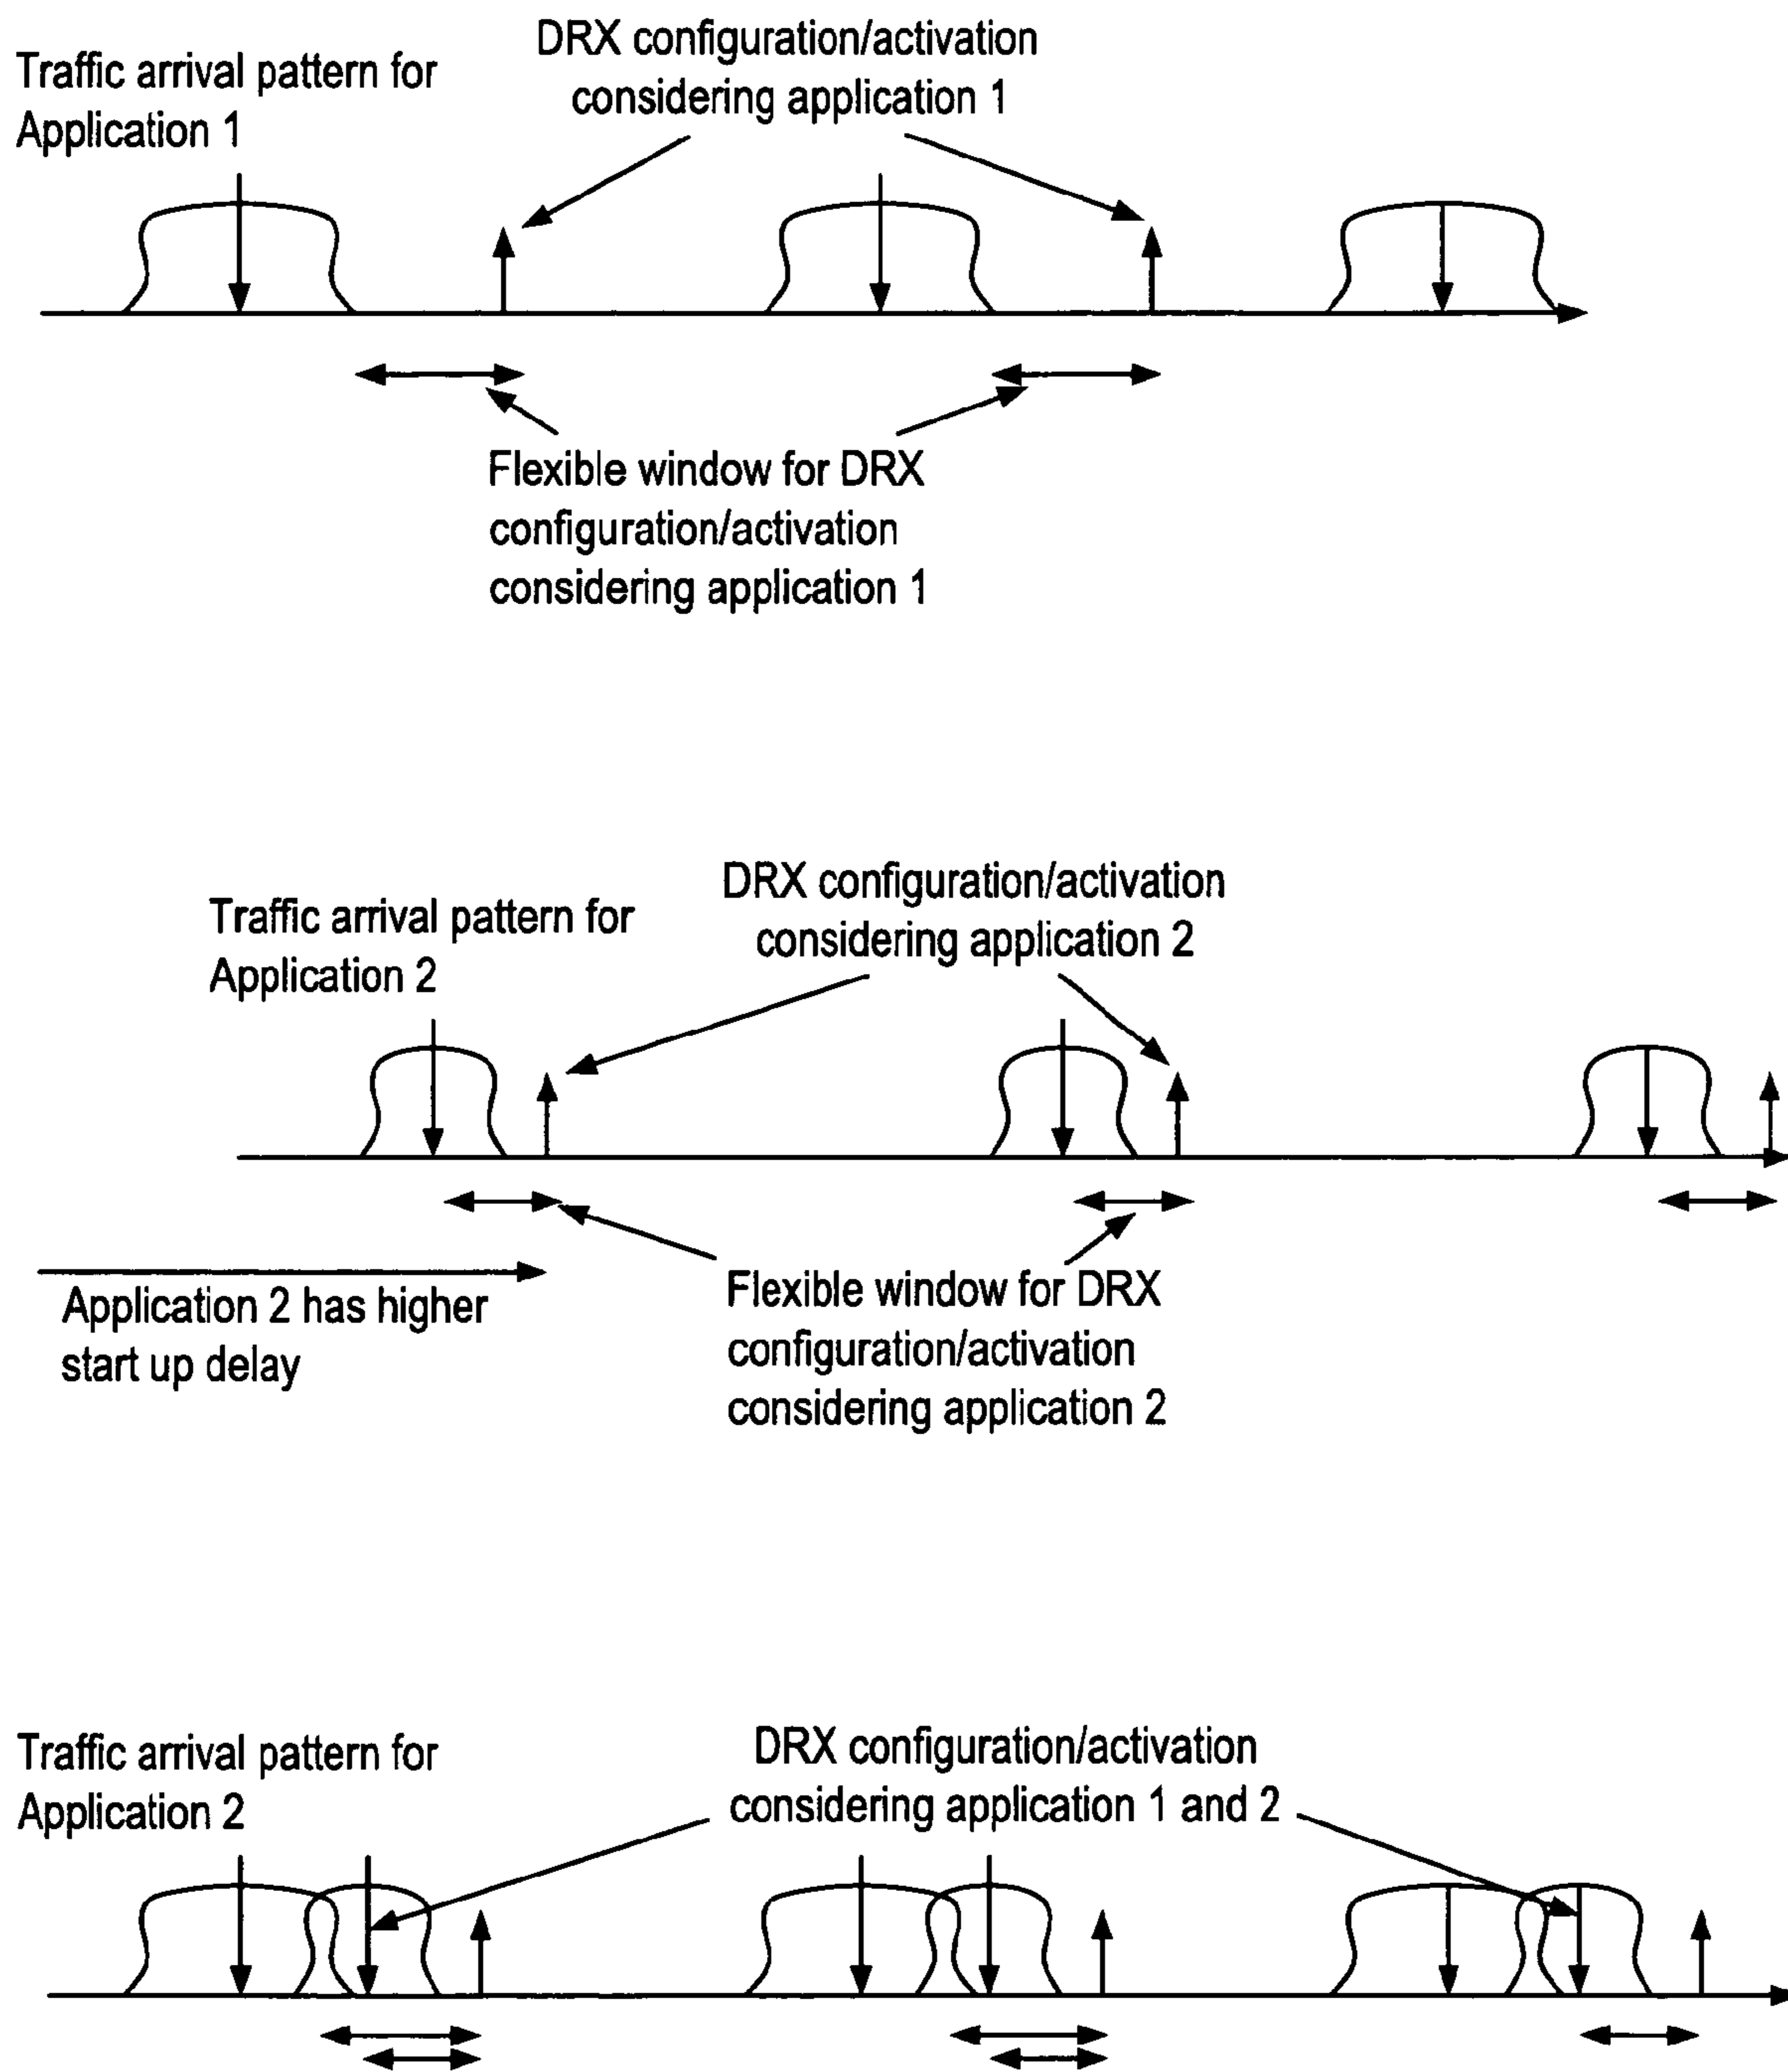 Traffic arrival pattern for
Application 1
DRX configuration/activation
considering application 1
Flexible window for DRX
configuration/activation
considering application 1
Traffic arrival pattern for
Application 2
DRX configuration/activation
considering application 2
Application 2 has higher
start up delay
Flexible window for DRX
configuration/activation
considering application 2
Traffic arrival pattern for
Application 2
DRX configuration/activation
considering application 1 and 2